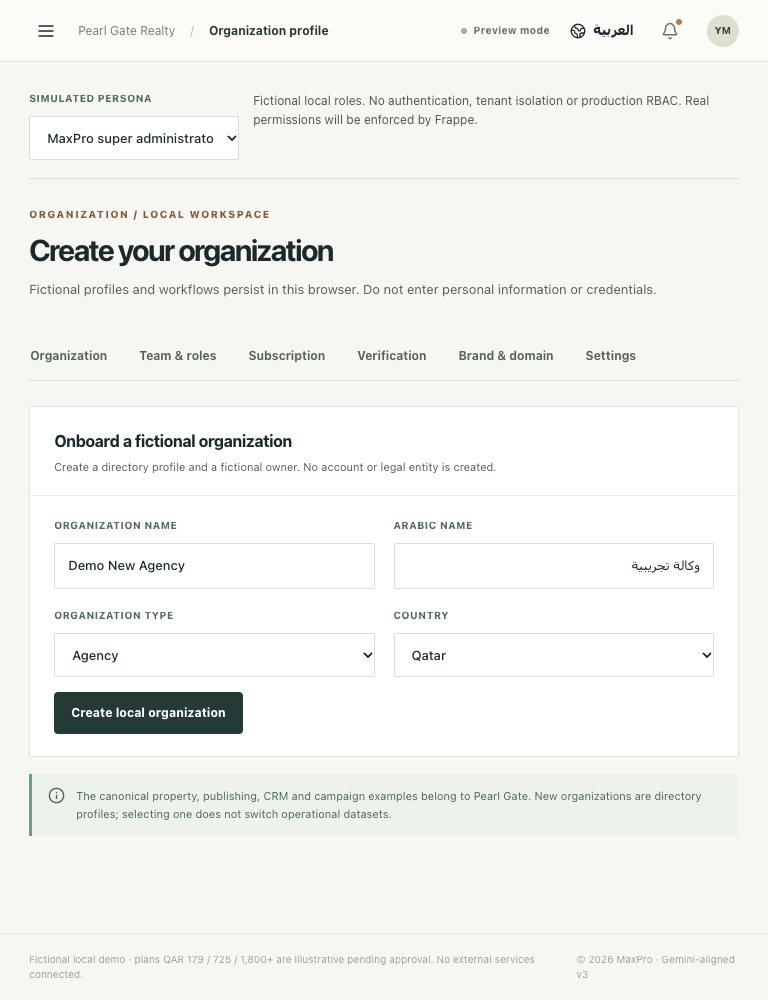 Pearl Gate Realty / Organization profile
Preview mode
العربية
YM
SIMULATED PERSONA
MaxPro super administrato
Fictional local roles. No authentication, tenant isolation or production RBAC. Real
permissions will be enforced by Frappe.
ORGANIZATION / LOCAL WORKSPACE
Create your organization
Fictional profiles and workflows persist in this browser. Do not enter personal information or credentials.
Organization Team & roles Subscription Verification Brand & domain Settings
Onboard a fictional organization
Create a directory profile and a fictional owner. No account or legal entity is created.
ORGANIZATION NAME
Demo New Agency
ARABIC NAME
وكالة تجريبية
ORGANIZATION TYPE
Agency
COUNTRY
Qatar
Create local organization
The canonical property, publishing, CRM and campaign examples belong to Pearl Gate. New organizations are directory
profiles; selecting one does not switch operational datasets.
Fictional local demo · plans QAR 179 / 725 / 1,800+ are illustrative pending approval. No external services
connected.
© 2026 MaxPro · Gemini-aligned
v3